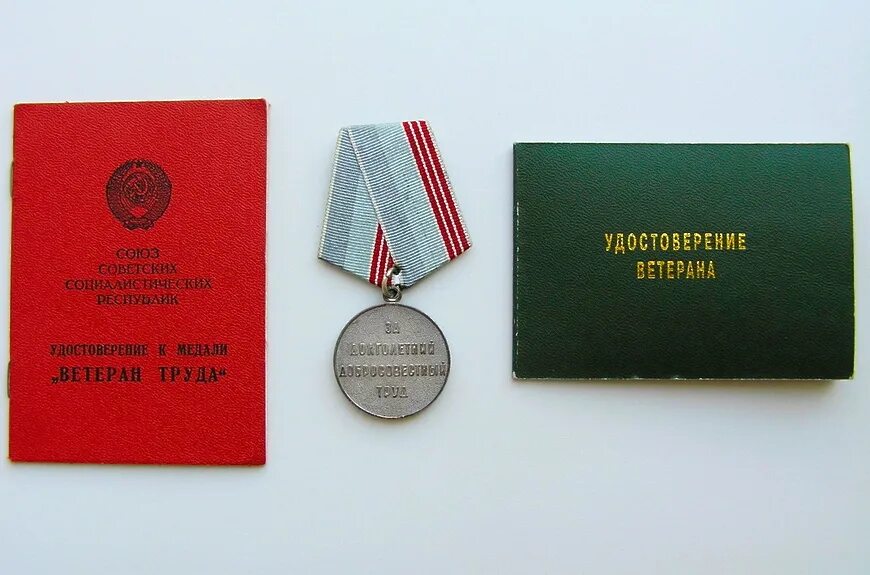 СОЮЗ
СОВЕТСКИХ
СОЦИАЛИСТИЧЕСКИХ
РЕСПУБЛИК
УДОСТОВЕРЕНИЕ К МЕДАЛИ
„ВЕТЕРАН ТРУДА“
ЗА
ДОЛГОЛЕТНИЙ
ДОБРОСОВЕСТНЫЙ
ТРУД
УДОСТОВЕРЕНИЕ
ВЕТЕРАНА